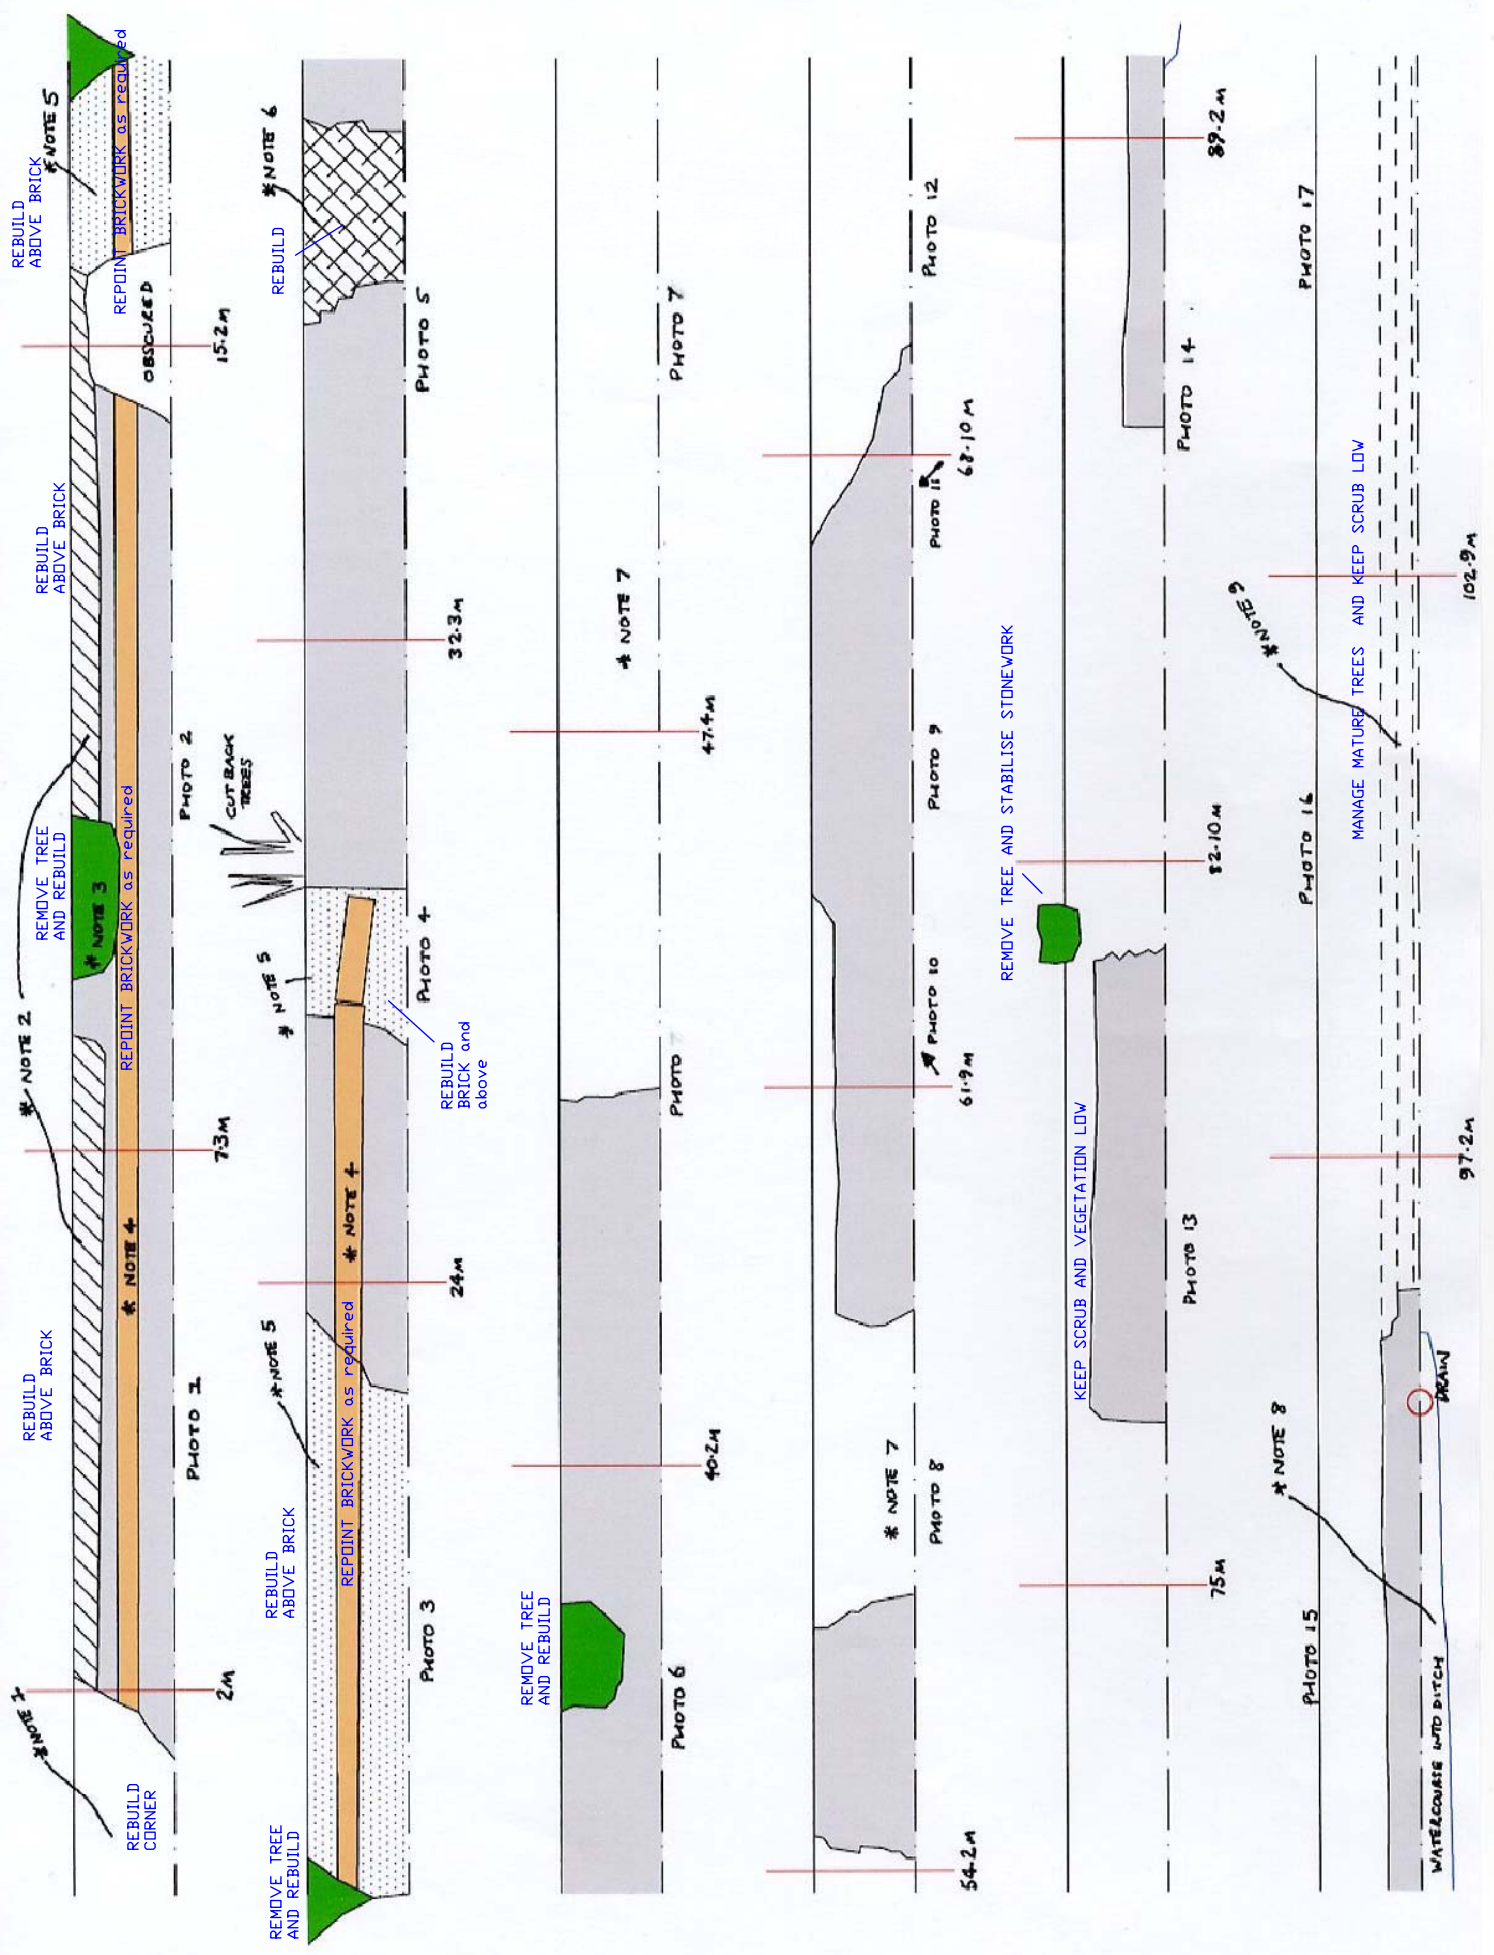 *NOTE 1
REBUILD
CORNER
2M
REBUILD
ABOVE BRICK
PHOTO 1
* NOTE 4
7.3M
* NOTE 2
REPOINT BRICKWORK as required
REMOVE TREE
AND REBUILD
* NOTE 3
PHOTO 2
REBUILD
ABOVE BRICK
OBSCURED
15.2M
REBUILD
ABOVE BRICK
*NOTE 5
REPOINT BRICKWORK as required
REMOVE TREE
AND REBUILD
REBUILD
ABOVE BRICK
PHOTO 3
*NOTE 5
REPOINT BRICKWORK as required
24M
* NOTE 4
* NOTE 5
REBUILD
BRICK and
above
PHOTO 4
CUT BACK
TREES
32.3M
PHOTO 5
REBUILD
*NOTE 6
REMOVE TREE
AND REBUILD
PHOTO 6
40.2M
PHOTO 7
47.4M
* NOTE 7
PHOTO 7
54.2M
* NOTE 7
PHOTO 8
61.9M
PHOTO 10
PHOTO 9
PHOTO 11
68.10M
PHOTO 12
75M
KEEP SCRUB AND VEGETATION LOW
PHOTO 13
REMOVE TREE AND STABILISE STONEWORK
82.10M
PHOTO 14
89.2M
WATERCOURSE INTO DITCH
PHOTO 15
* NOTE 8
DRAIN
97.2M
PHOTO 16
*NOTE 9
MANAGE MATURE TREES AND KEEP SCRUB LOW
102.9M
PHOTO 17